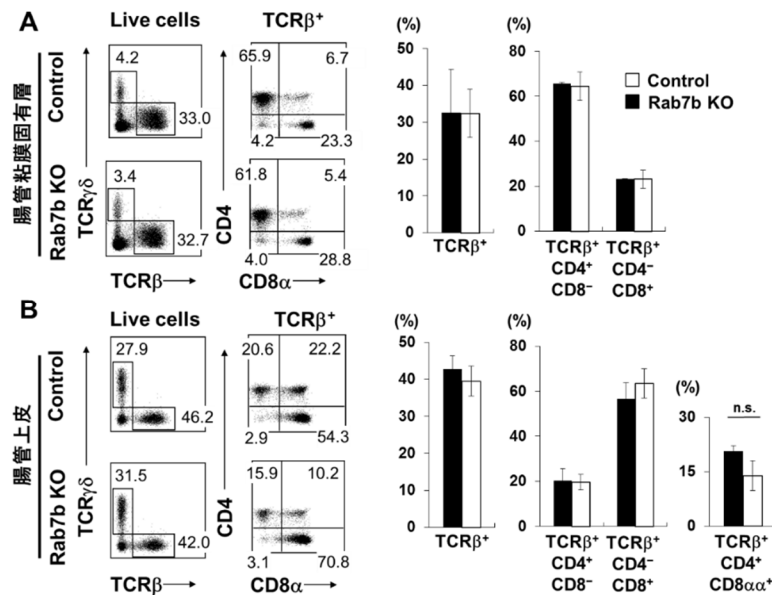 A
Live cells
TCRβ⁺
腸管粘膜固有層
Control
4.2
33.0
65.9
6.7
4.2
23.3
Rab7b KO
3.4
32.7
61.8
5.4
4.0
28.8
TCRγδ
TCRβ
CD4
CD8α
(%)
50
40
30
20
10
0
TCRβ⁺
(%)
80
60
40
20
0
TCRβ⁺
CD4⁺
CD8⁻
TCRβ⁺
CD4⁻
CD8⁺
Control
Rab7b KO
B
Live cells
TCRβ⁺
腸管上皮
Control
27.9
46.2
20.6
22.2
2.9
54.3
Rab7b KO
31.5
42.0
15.9
10.2
3.1
70.8
TCRγδ
TCRβ
CD4
CD8α
(%)
50
40
30
20
10
0
TCRβ⁺
(%)
80
60
40
20
0
TCRβ⁺
CD4⁺
CD8⁻
TCRβ⁺
CD4⁻
CD8⁺
(%)
30
15
0
n.s.
TCRβ⁺
CD4⁺
CD8αα⁺